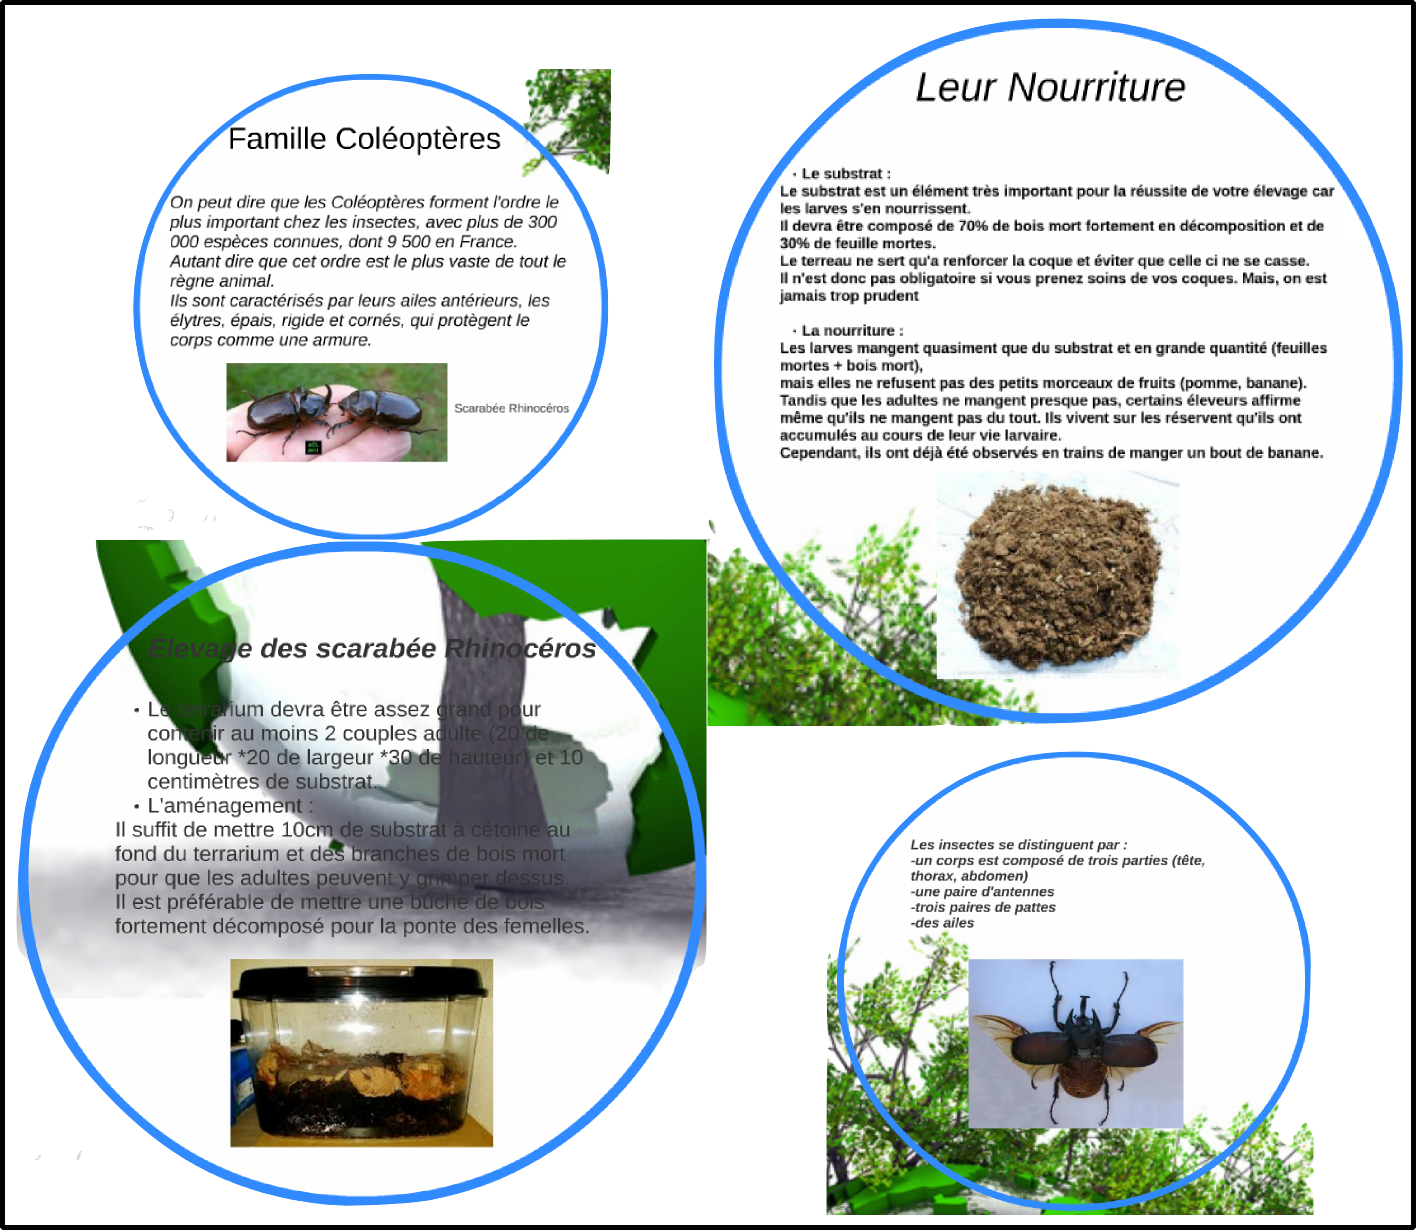 Famille Coléoptères
On peut dire que les Coléoptères forment l'ordre le
plus important chez les insectes, avec plus de 300
000 espèces connues, dont 9 500 en France.
Autant dire que cet ordre est le plus vaste de tout le
règne animal.
Ils sont caractérisés par leurs ailes antérieurs, les
élytres, épais, rigide et cornés, qui protègent le
corps comme une armure.
Scarabée Rhinocéros
Leur Nourriture
· Le substrat :
Le substrat est un élément très important pour la réussite de votre élevage car
les larves s'en nourrissent.
Il devra être composé de 70% de bois mort fortement en décomposition et de
30% de feuille mortes.
Le terreau ne sert qu'a renforcer la coque et éviter que celle ci ne se casse.
Il n'est donc pas obligatoire si vous prenez soins de vos coques. Mais, on est
jamais trop prudent
· La nourriture :
Les larves mangent quasiment que du substrat et en grande quantité (feuilles
mortes + bois mort),
mais elles ne refusent pas des petits morceaux de fruits (pomme, banane).
Tandis que les adultes ne mangent presque pas, certains éleveurs affirme
même qu'ils ne mangent pas du tout. Ils vivent sur les réservent qu'ils ont
accumulés au cours de leur vie larvaire.
Cependant, ils ont déjà été observés en trains de manger un bout de banane.
Élevage des scarabée Rhinocéros
• Le terrarium devra être assez grand pour
contenir au moins 2 couples adulte (20 de
longueur *20 de largeur *30 de hauteur) et 10
centimètres de substrat.
• L'aménagement :
Il suffit de mettre 10cm de substrat à cétoine au
fond du terrarium et des branches de bois mort
pour que les adultes peuvent y grimper dessus.
Il est préférable de mettre une bûche de bois
fortement décomposé pour la ponte des femelles.
Les insectes se distinguent par :
-un corps est composé de trois parties (tête,
thorax, abdomen)
-une paire d'antennes
-trois paires de pattes
-des ailes